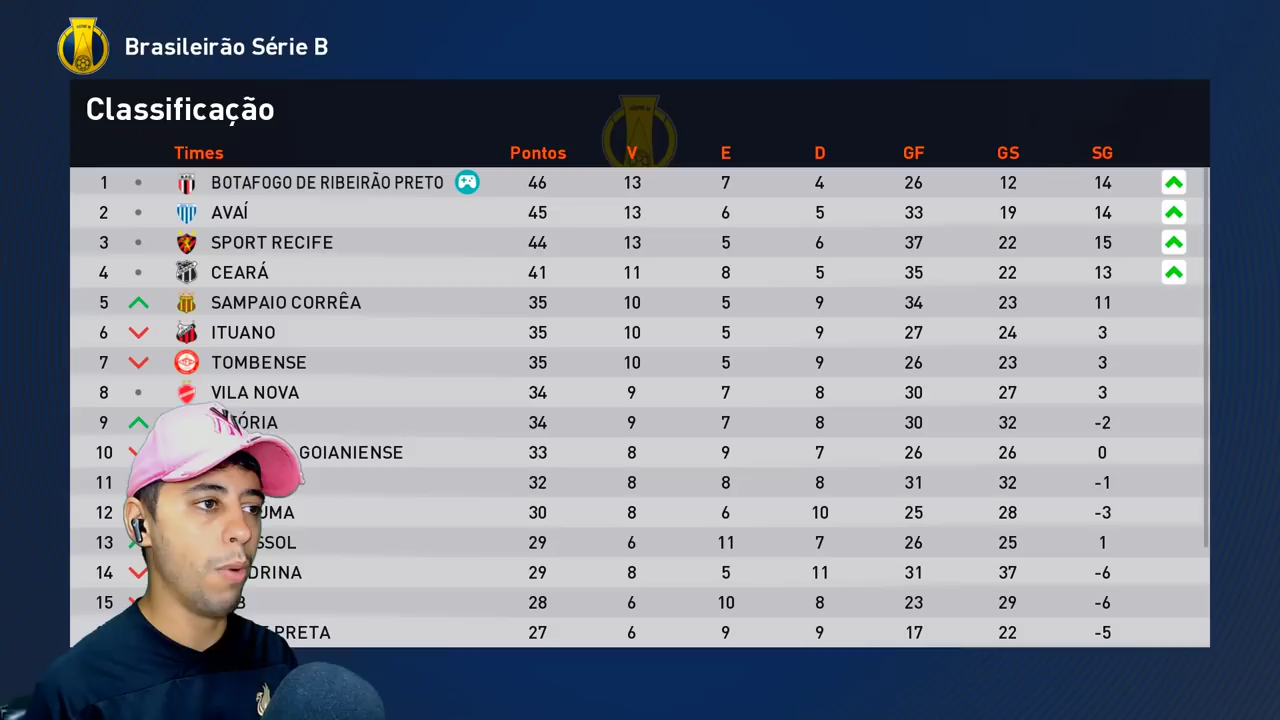 Brasileirão Série B
Classificação
Times Pontos V E D GF GS SG
1 BOTAFOGO DE RIBEIRÃO PRETO 46 13 7 4 26 12 14
2 AVAÍ 45 13 6 5 33 19 14
3 SPORT RECIFE 44 13 5 6 37 22 15
4 CEARÁ 41 11 8 5 35 22 13
5 SAMPAIO CORRÊA 35 10 5 9 34 23 11
6 ITUANO 35 10 5 9 27 24 3
7 TOMBENSE 35 10 5 9 26 23 3
8 VILA NOVA 34 9 7 8 30 27 3
9 34 9 7 8 30 32 -2
10 GOIANIENSE 33 8 9 7 26 26 0
11 32 8 8 8 31 32 -1
12 30 8 6 10 25 28 -3
13 29 6 11 7 26 25 1
14 29 8 5 11 31 37 -6
15 28 6 10 8 23 29 -6
PRETA 27 6 9 9 17 22 -5